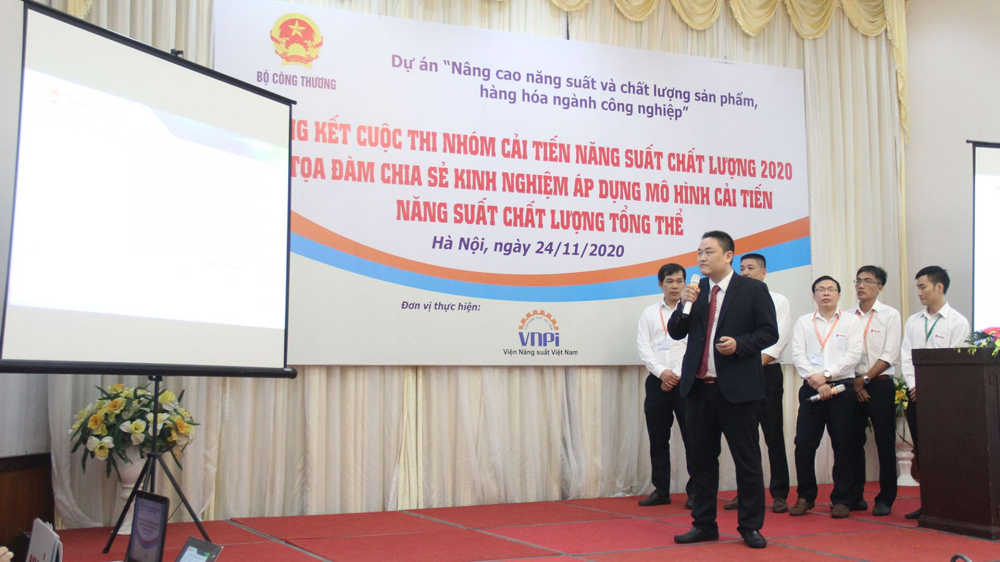 VIỆT NAM
BỘ CÔNG THƯƠNG
Dự án “Nâng cao năng suất và chất lượng sản phẩm,
hàng hóa ngành công nghiệp”
KẾT CUỘC THI NHÓM CẢI TIẾN NĂNG SUẤT CHẤT LƯỢNG 2020
TỌA ĐÀM CHIA SẺ KINH NGHIỆM ÁP DỤNG MÔ HÌNH CẢI TIẾN
NĂNG SUẤT CHẤT LƯỢNG TỔNG THỂ
Hà Nội, ngày 24/11/2020
Đơn vị thực hiện:
VIỆN NĂNG SUẤT VIỆT NAM
VNPi
Viện Năng suất Việt Nam